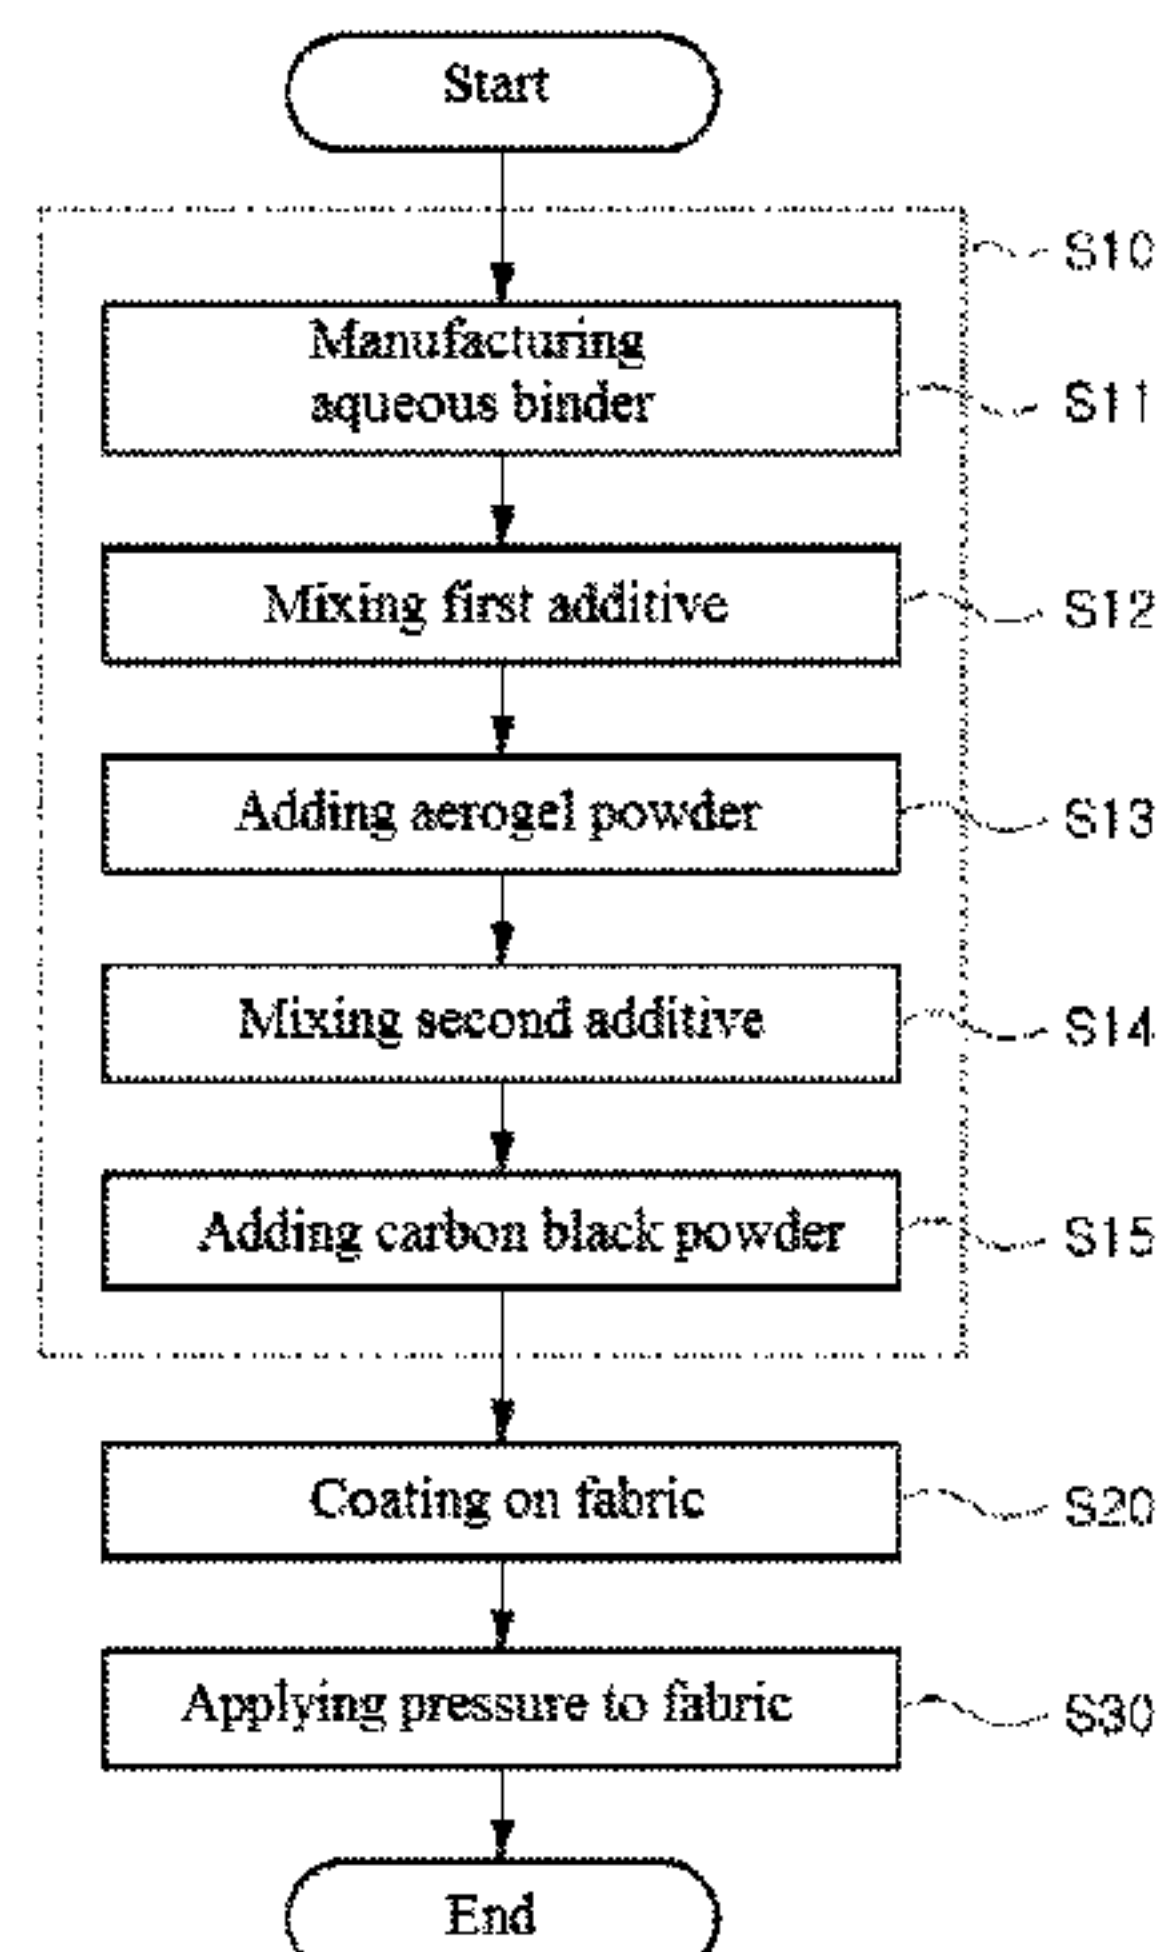 Start
S10
Manufacturing
aqueous binder
S11
Mixing first additive
S12
Adding aerogel powder
S13
Mixing second additive
S14
Adding carbon black powder
S15
Coating on fabric
S20
Applying pressure to fabric
S30
End